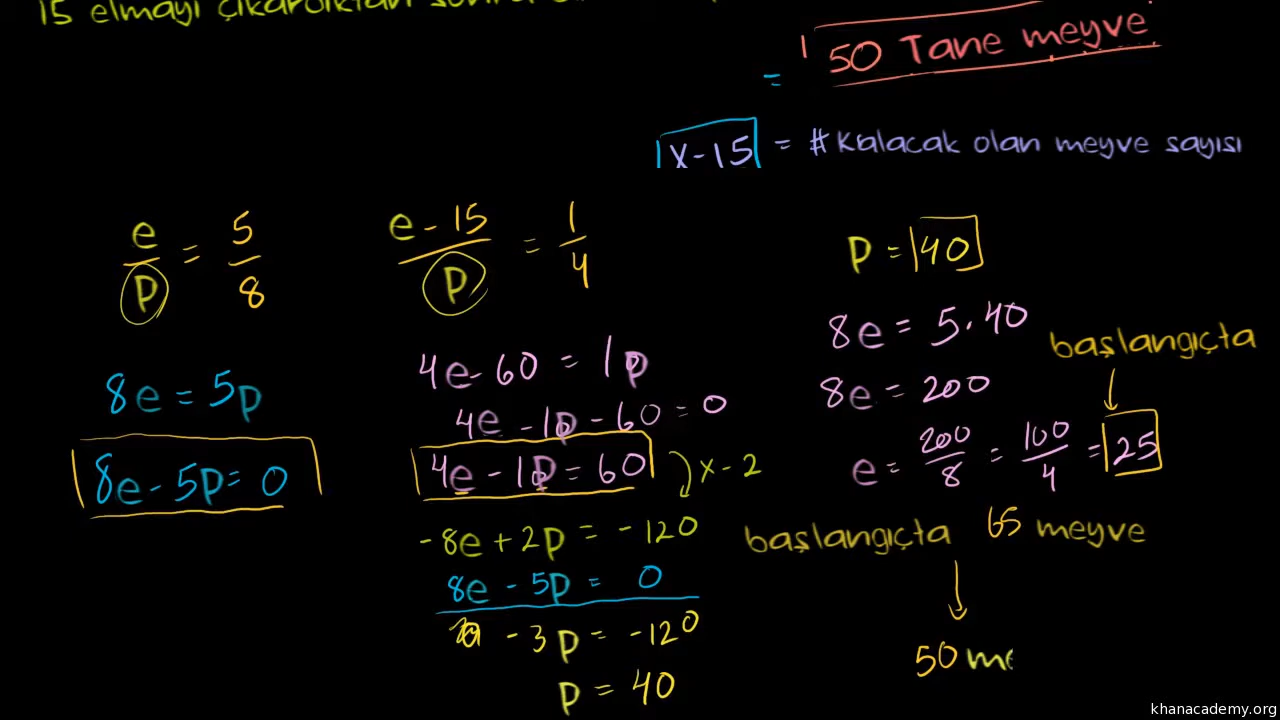 15 elmayı çıkardıktan sonra
= 50 Tane meyve
x-15 = # Kalacak olan meyve sayısı
e/p = 5/8
8e = 5p
8e - 5p = 0
e - 15/p = 1/4
4e - 60 = 1p
4e - 1p - 60 = 0
4e - 1p = 60
x - 2
-8e + 2p = -120
8e - 5p = 0
-3p = -120
p = 40
p = 40
8e = 5.40
8e = 200
e = 200/8 = 100/4 = 25
başlangıçta
başlangıçta 65 meyve
50 me
khanacademy.org